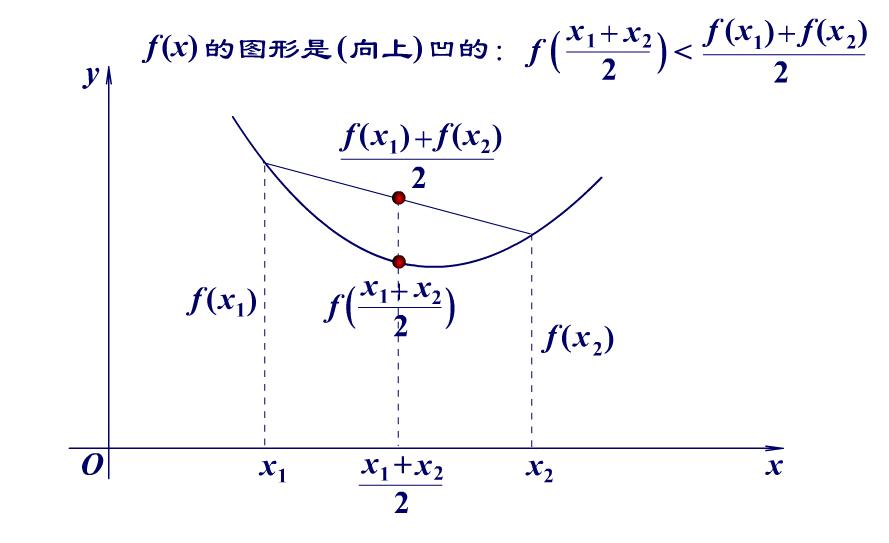 f(x) 的图形是(向上)凹的: f((x₁+x₂)/2) < (f(x₁)+f(x₂))/2
y
(f(x₁)+f(x₂))/2
f(x₁)
f((x₁+x₂)/2)
f(x₂)
O
x₁
(x₁+x₂)/2
x₂
x